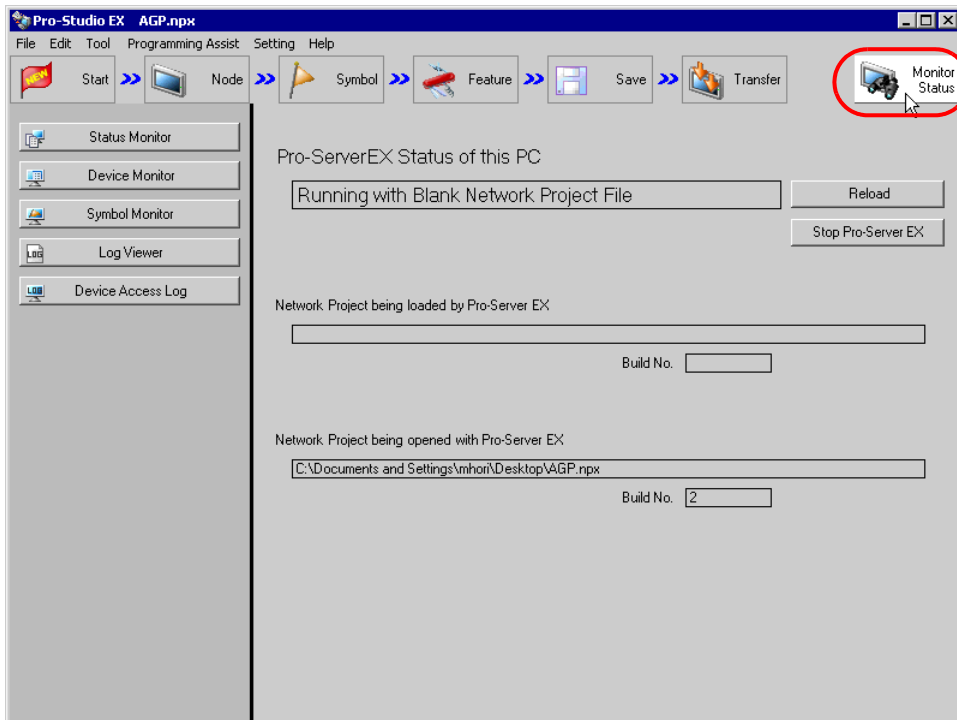 Pro-Studio EX AGP.npx
File Edit Tool Programming Assist Setting Help
NEW Start Node Symbol Feature Save Transfer Monitor Status
Status Monitor
Device Monitor
Symbol Monitor
LOG Log Viewer
LOG Device Access Log
Pro-ServerEX Status of this PC
Running with Blank Network Project File
Reload
Stop Pro-Server EX
Network Project being loaded by Pro-Server EX
Build No.
Network Project being opened with Pro-Server EX
C:\Documents and Settings\mhori\Desktop\AGP.npx
Build No. 2